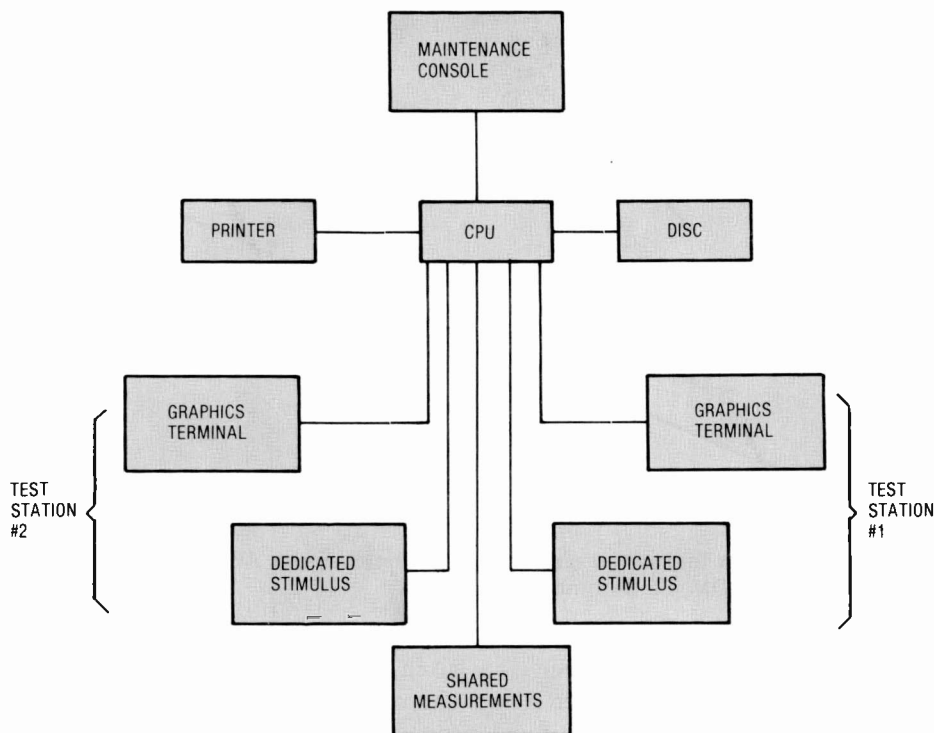 MAINTENANCE
CONSOLE
PRINTER
CPU
DISC
GRAPHICS
TERMINAL
GRAPHICS
TERMINAL
TEST
STATION
#2
TEST
STATION
#1
DEDICATED
STIMULUS
DEDICATED
STIMULUS
SHARED
MEASUREMENTS